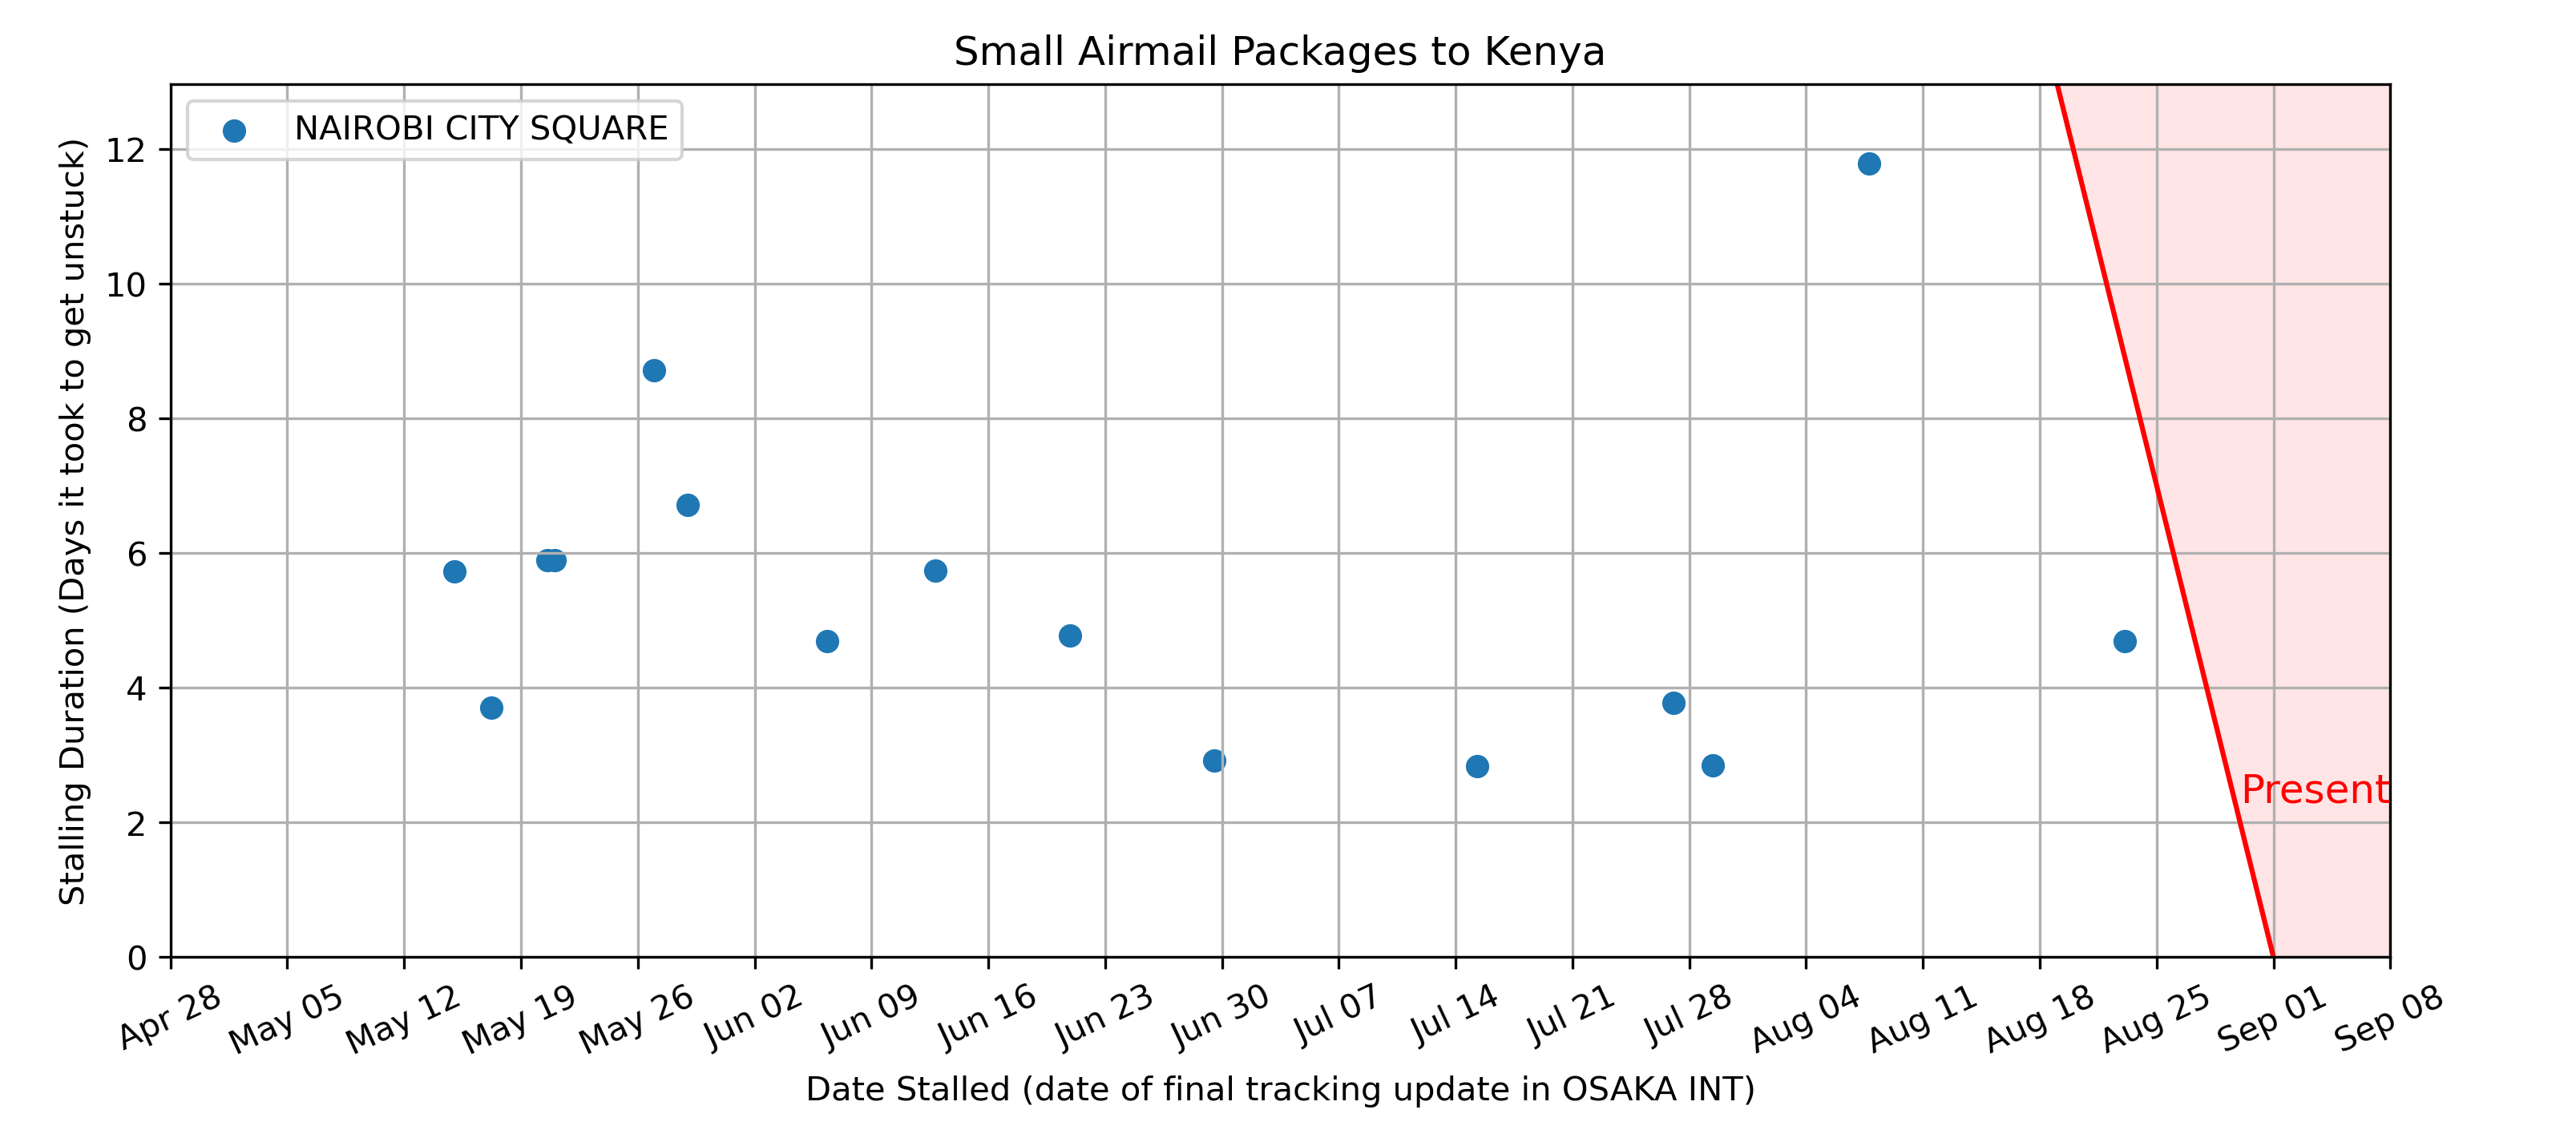 Small Airmail Packages to Kenya
NAIROBI CITY SQUARE
Stalling Duration (Days it took to get unstuck)
12
10
8
6
4
2
0
Present
Apr 28
May 05
May 12
May 19
May 26
Jun 02
Jun 09
Jun 16
Jun 23
Jun 30
Jul 07
Jul 14
Jul 21
Jul 28
Aug 04
Aug 11
Aug 18
Aug 25
Sep 01
Sep 08
Date Stalled (date of final tracking update in OSAKA INT)